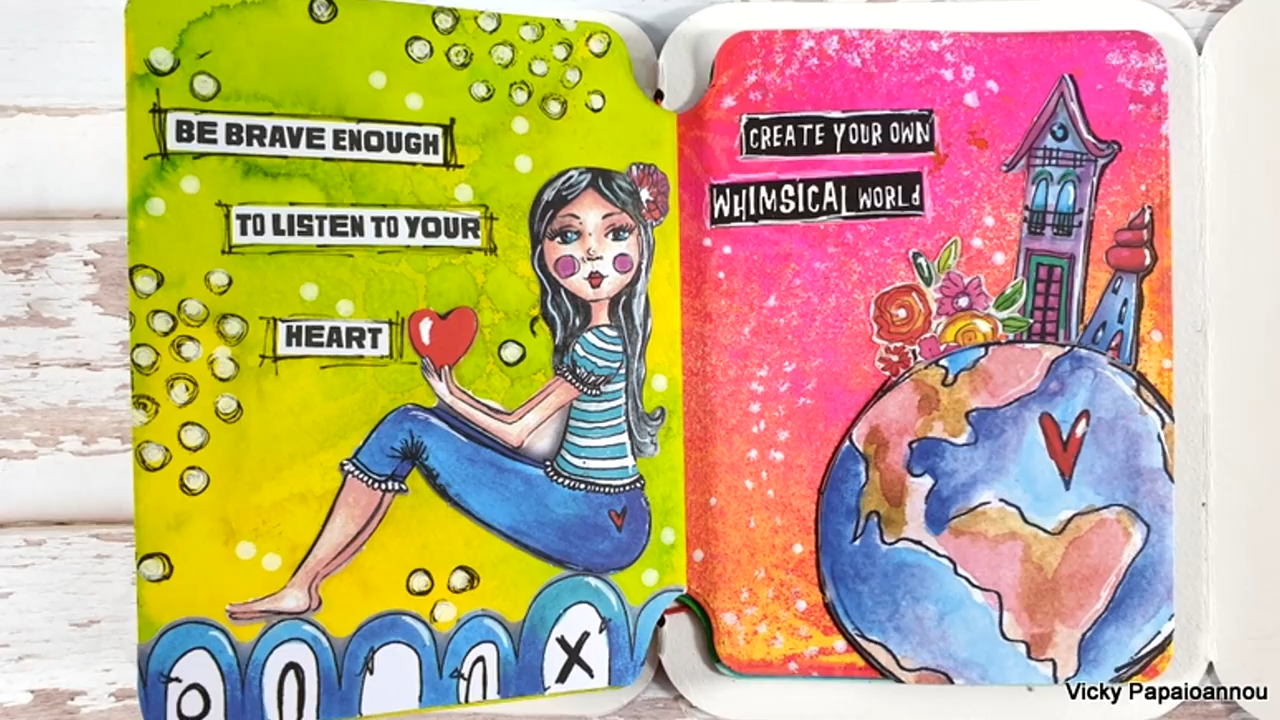 BE BRAVE ENOUGH
TO LISTEN TO YOUR
HEART
X
CREATE YOUR OWN
WHIMSICAL WORLd
Vicky Papaioannou